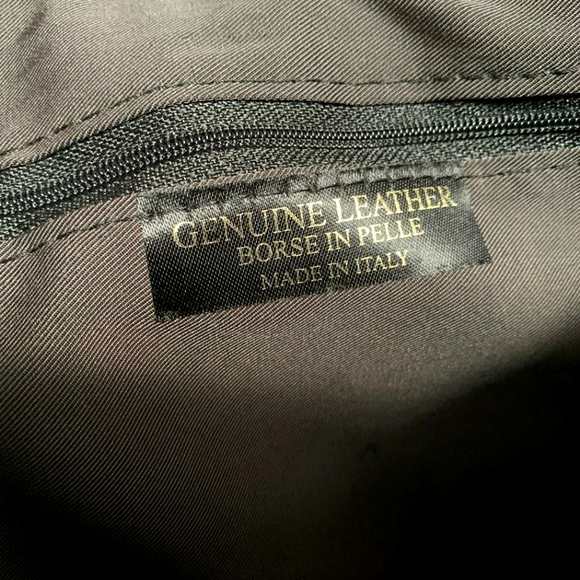 GENUINE LEATHER
BORSE IN PELLE
MADE IN ITALY